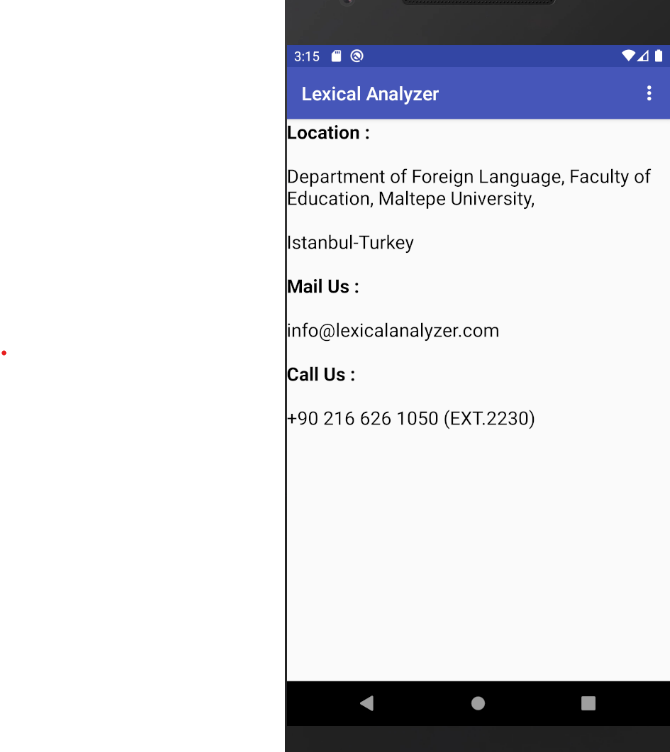 3:15
Lexical Analyzer
Location :
Department of Foreign Language, Faculty of
Education, Maltepe University,
Istanbul-Turkey
Mail Us :
info@lexicalanalyzer.com
Call Us :
+90 216 626 1050 (EXT.2230)